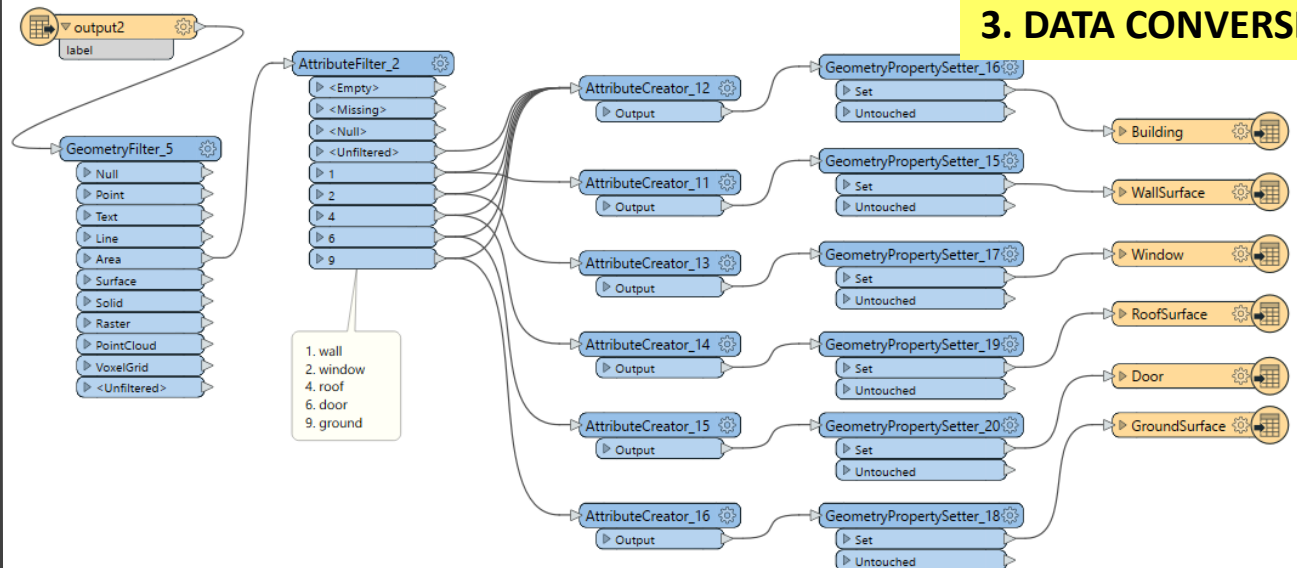 3. DATA CONVERSI
output2
label
GeometryFilter_5
Null
Point
Text
Line
Area
Surface
Solid
Raster
PointCloud
VoxelGrid
<Unfiltered>
AttributeFilter_2
<Empty>
<Missing>
<Null>
<Unfiltered>
1
2
4
6
9
1. wall
2. window
4. roof
6. door
9. ground
AttributeCreator_12
Output
AttributeCreator_11
Output
AttributeCreator_13
Output
AttributeCreator_14
Output
AttributeCreator_15
Output
AttributeCreator_16
Output
GeometryPropertySetter_16
Set
Untouched
GeometryPropertySetter_15
Set
Untouched
GeometryPropertySetter_17
Set
Untouched
GeometryPropertySetter_19
Set
Untouched
GeometryPropertySetter_20
Set
Untouched
GeometryPropertySetter_18
Set
Untouched
Building
WallSurface
Window
RoofSurface
Door
GroundSurface